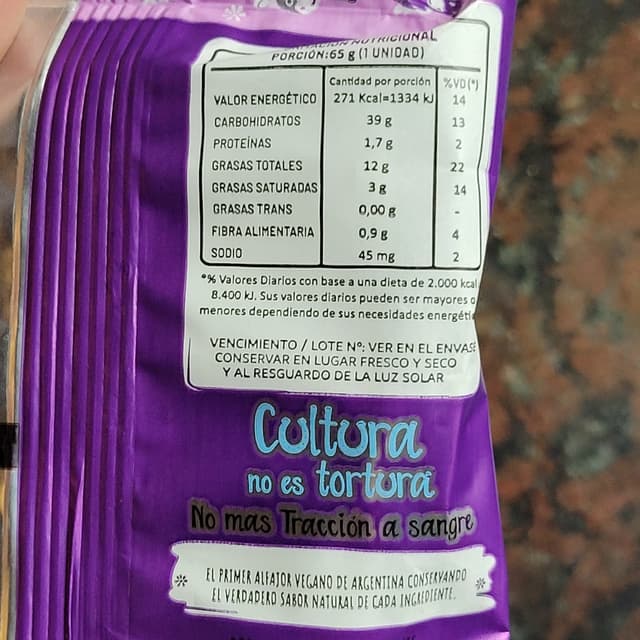 NUTRICIONAL
PORCIÓN:65 g (1 UNIDAD)
Cantidad por porción %VD(*)
VALOR ENERGÉTICO 271 Kcal=1334 kJ 14
CARBOHIDRATOS 39 g 13
PROTEÍNAS 1,7 g 2
GRASAS TOTALES 12 g 22
GRASAS SATURADAS 3 g 14
GRASAS TRANS 0,00 g -
FIBRA ALIMENTARIA 0,9 g 4
SODIO 45 mg 2
*% Valores Diarios con base a una dieta de 2.000 kcal
8.400 kJ. Sus valores diarios pueden ser mayores o
menores dependiendo de sus necesidades energéti
VENCIMIENTO / LOTE Nº: VER EN EL ENVASE
CONSERVAR EN LUGAR FRESCO Y SECO
Y AL RESGUARDO DE LA LUZ SOLAR
Cultura
no es tortura
No mas Tracción a sangre
* EL PRIMER ALFAJOR VEGANO DE ARGENTINA CONSERVANDO *
EL VERDADERO SABOR NATURAL DE CADA INGREDIENTE.